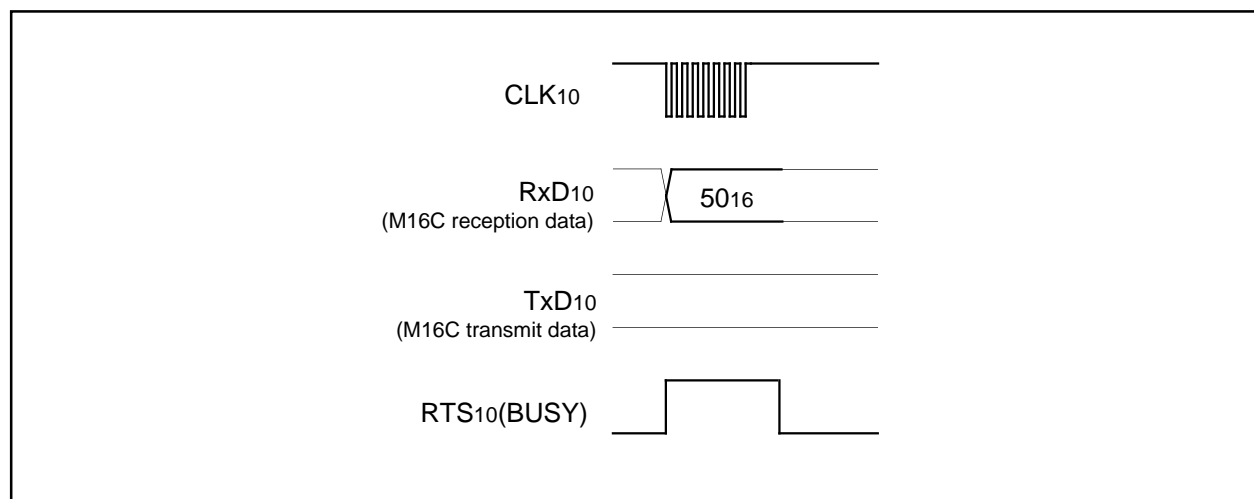 CLK10
RxD10
5016
(M16C reception data)
TxD10
(M16C transmit data)
RTS10(BUSY)